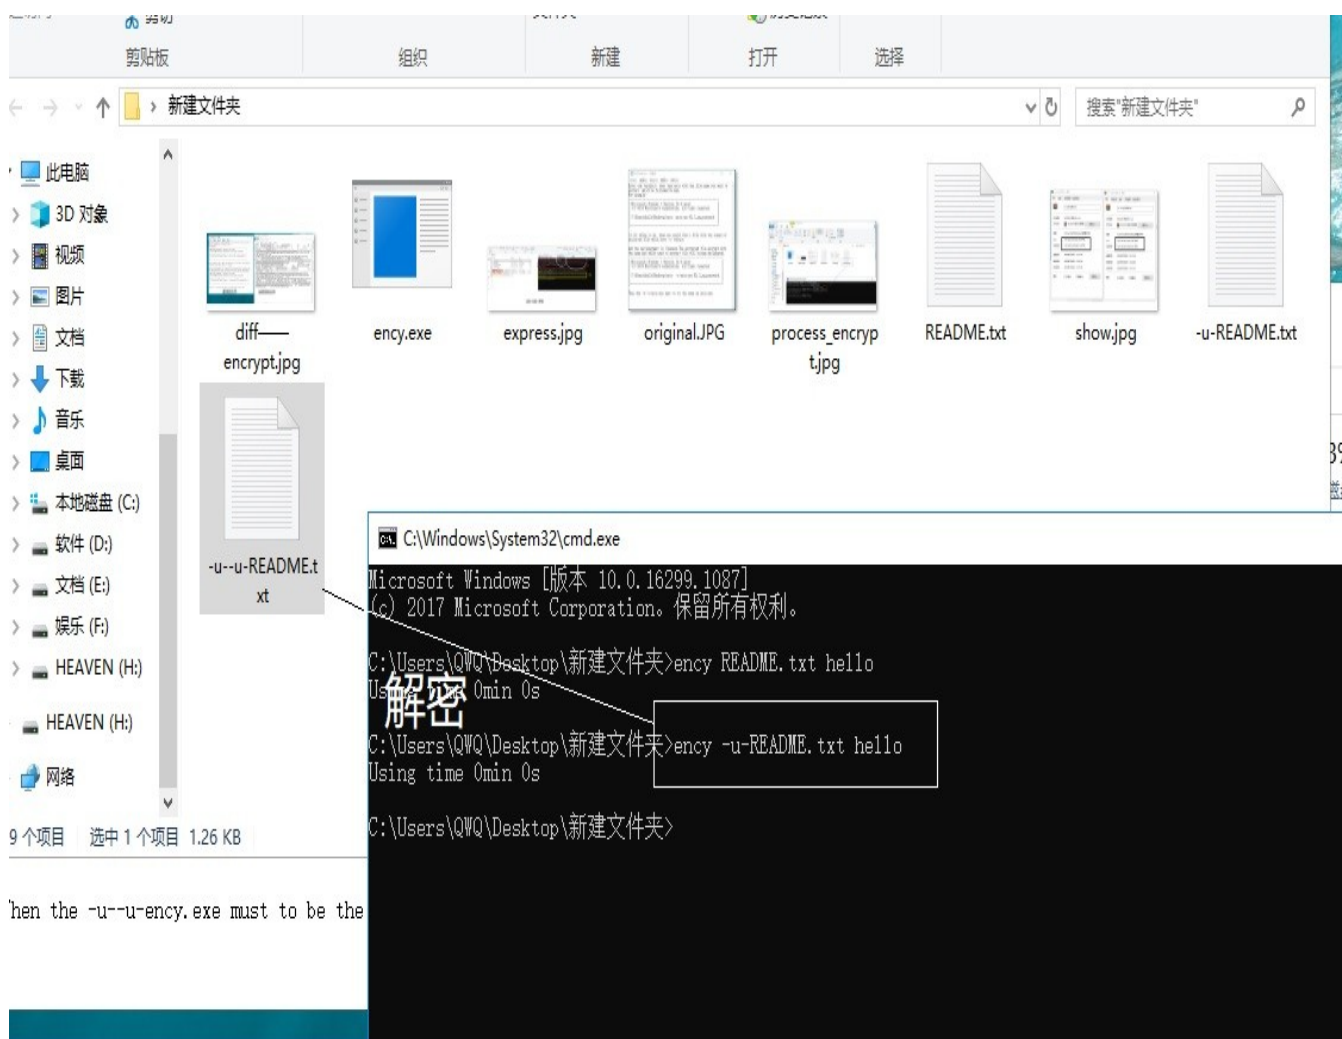 剪切
剪贴板
组织
新建
打开
选择
新建文件夹
搜索"新建文件夹"
此电脑
3D 对象
视频
图片
文档
下载
音乐
桌面
本地磁盘 (C:)
软件 (D:)
文档 (E:)
娱乐 (F:)
HEAVEN (H:)
HEAVEN (H:)
网络
diff——
encrypt.jpg
ency.exe
express.jpg
original.JPG
process_encryp
t.jpg
README.txt
show.jpg
-u-README.txt
-u--u-README.t
xt
9 个项目 选中 1 个项目 1.26 KB
hen the -u--u-ency.exe must to be the
C:\Windows\System32\cmd.exe
Microsoft Windows [版本 10.0.16299.1087]
(c) 2017 Microsoft Corporation。保留所有权利。
C:\Users\QWQ\Desktop\新建文件夹>ency README.txt hello
Using time 0min 0s
解密
C:\Users\QWQ\Desktop\新建文件夹>ency -u-README.txt hello
Using time 0min 0s
C:\Users\QWQ\Desktop\新建文件夹>